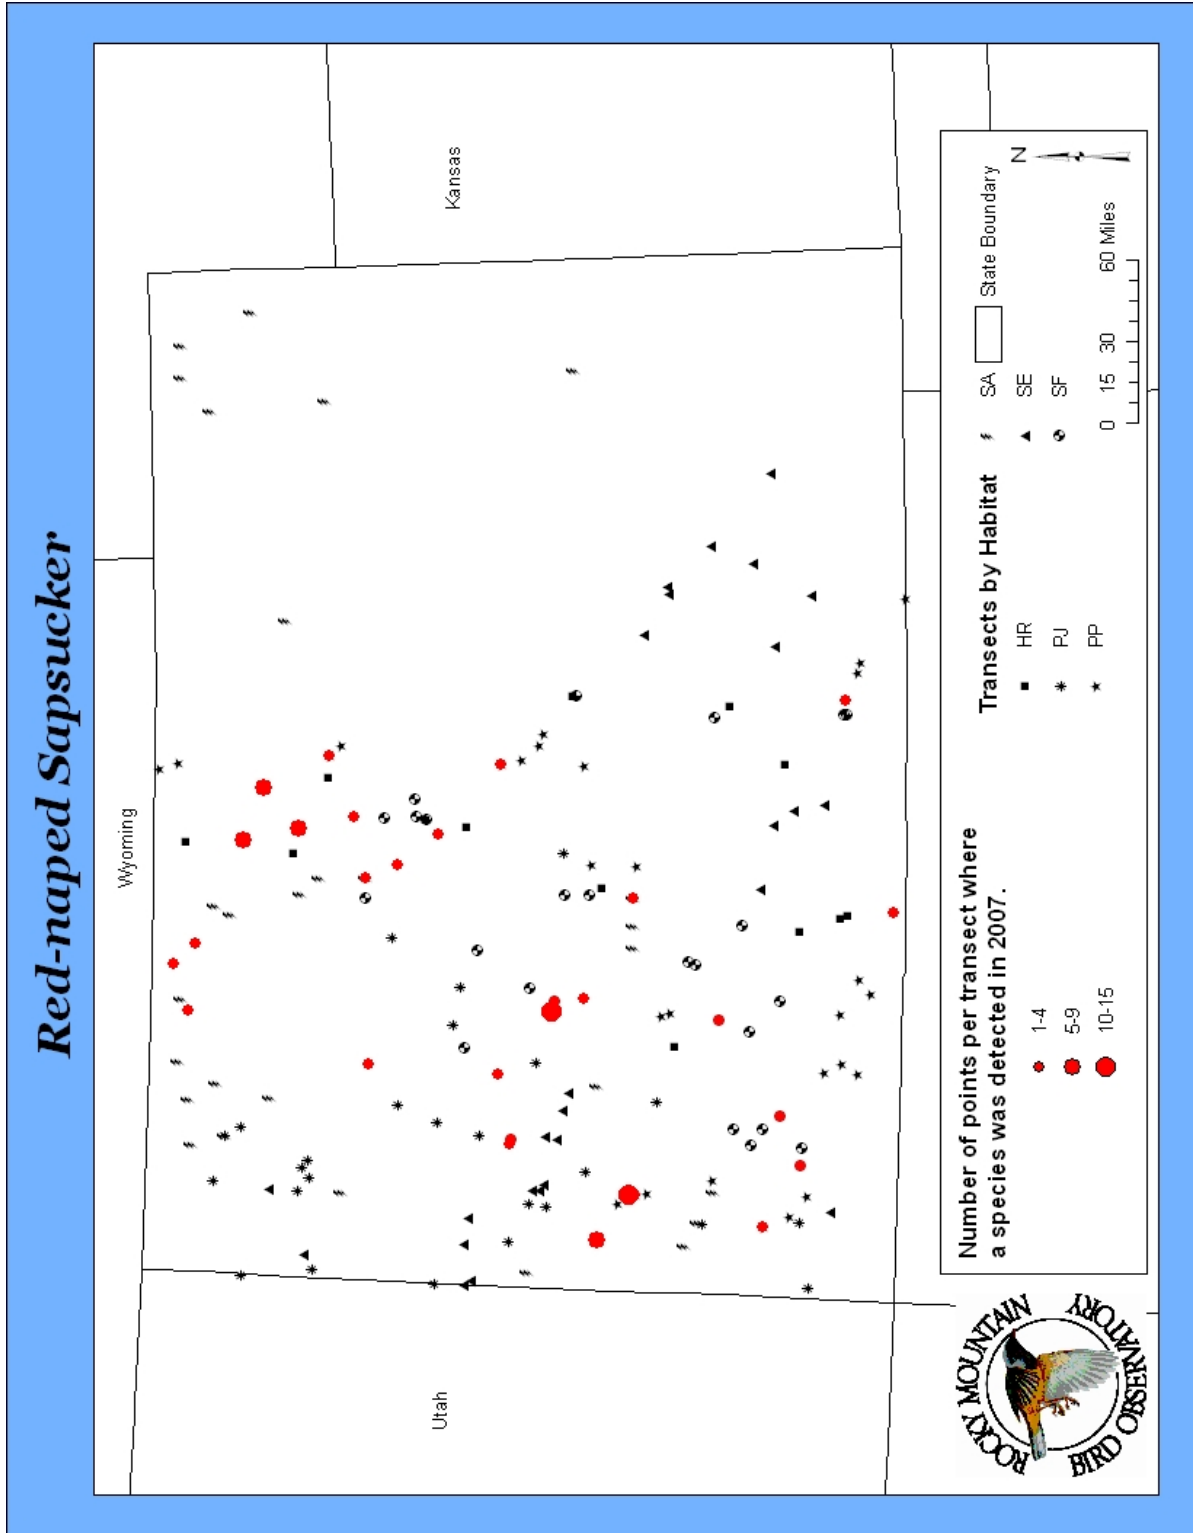 Red-naped Sapsucker
Wyoming
Kansas
Utah
Number of points per transect where
a species was detected in 2007.
1-4
5-9
10-15
Transects by Habitat
HR
PJ
PP
SA
SE
SF
State Boundary
N
0 15 30 60 Miles
ROCKY MOUNTAIN
BIRD OBSERVATORY